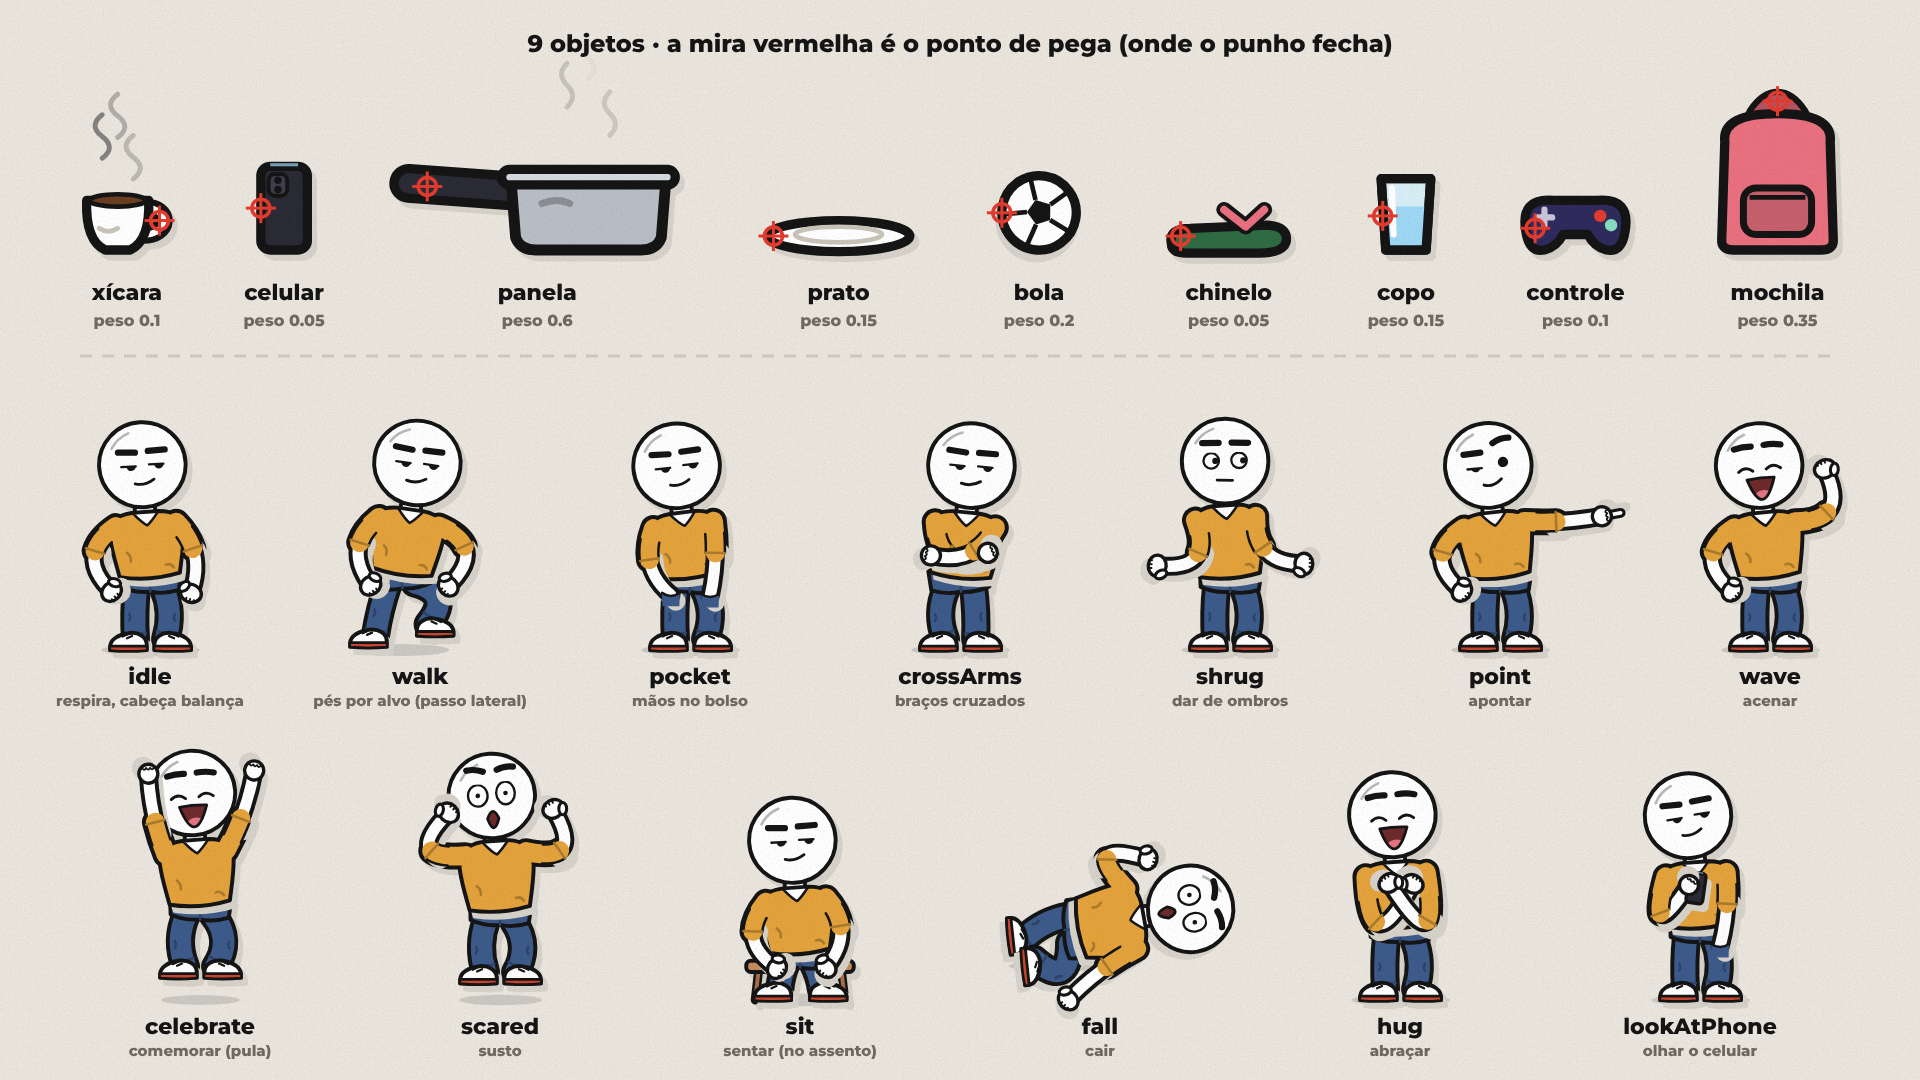 9 objetos · a mira vermelha é o ponto de pega (onde o punho fecha)
xícara
celular
panela
prato
bola
chinelo
copo
controle
mochila
peso 0.1
peso 0.05
peso 0.6
peso 0.15
peso 0.2
peso 0.05
peso 0.15
peso 0.1
peso 0.35
idle
walk
pocket
crossArms
shrug
point
wave
respira, cabeça balança
pés por alvo (passo lateral)
mãos no bolso
braços cruzados
dar de ombros
apontar
acenar
celebrate
scared
sit
fall
hug
lookAtPhone
comemorar (pula)
susto
sentar (no assento)
cair
abraçar
olhar o celular